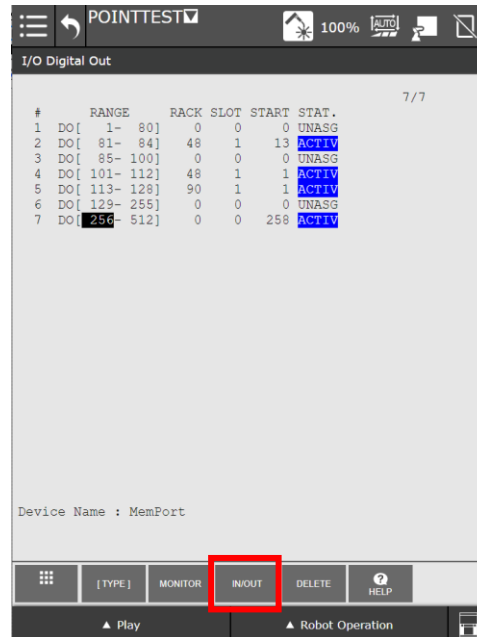 POINTTEST
100%
AUTO
I/O Digital Out
7/7
# RANGE RACK SLOT START STAT.
1 DO[ 1- 80] 0 0 0 UNASG
2 DO[ 81- 84] 48 1 13 ACTIV
3 DO[ 85- 100] 0 0 0 UNASG
4 DO[ 101- 112] 48 1 1 ACTIV
5 DO[ 113- 128] 90 1 1 ACTIV
6 DO[ 129- 255] 0 0 0 UNASG
7 DO[ 256- 512] 0 0 258 ACTIV
Device Name : MemPort
[TYPE] MONITOR IN/OUT DELETE ? HELP
▲ Play ▲ Robot Operation